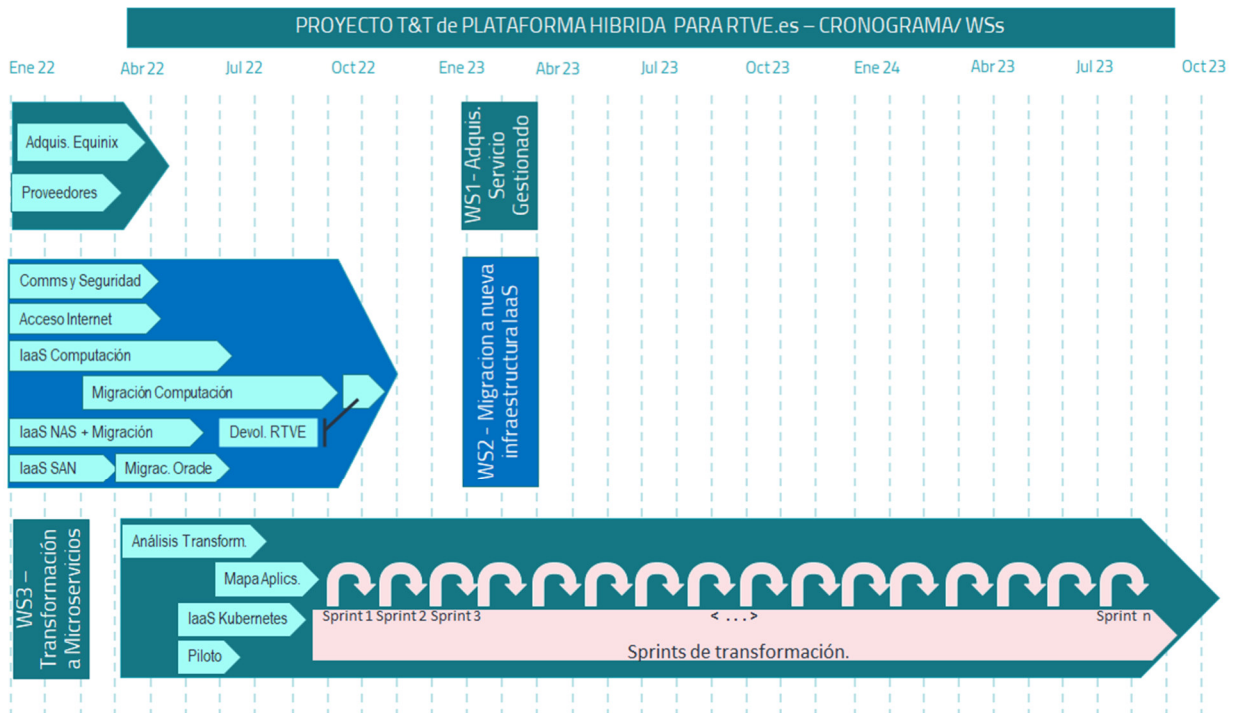 PROYECTO T&T de PLATAFORMA HIBRIDA PARA RTVE.es – CRONOGRAMA/ WSs
Ene 22 Abr 22 Jul 22 Oct 22 Ene 23 Abr 23 Jul 23 Oct 23 Ene 24 Abr 23 Jul 23 Oct 23
Adquis. Equinix
Proveedores
WS1- Adquis.
Servicio
Gestionado
Comms y Seguridad
Acceso Internet
IaaS Computación
Migración Computación
IaaS NAS + Migración
Devol. RTVE
IaaS SAN
Migrac. Oracle
WS2 - Migracion a nueva
infraestructura IaaS
WS3 –
Transformación
a Microservicios
Análisis Transform.
Mapa Aplics.
IaaS Kubernetes
Piloto
Sprint 1 Sprint 2 Sprint 3 < ...> Sprint n
Sprints de transformación.